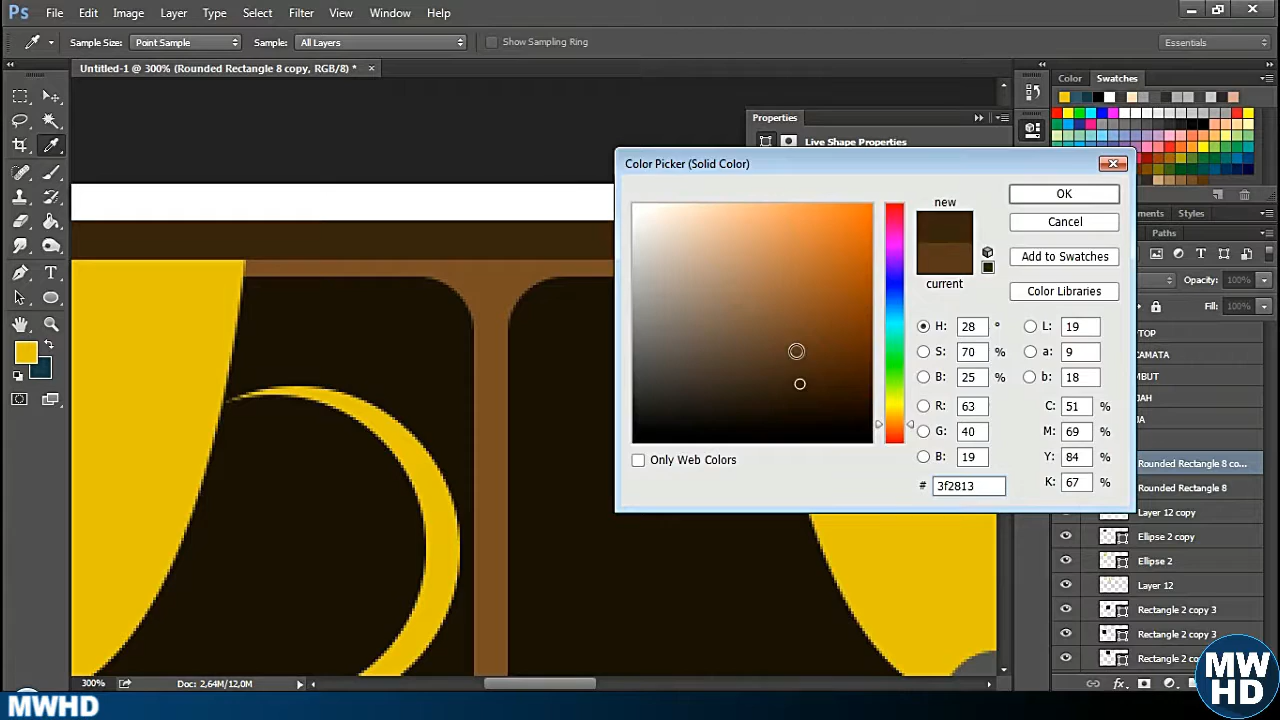 Ps File Edit Image Layer Type Select Filter View Window Help
Sample Size: Point Sample Sample: All Layers Show Sampling Ring Essentials
Untitled-1 @ 300% (Rounded Rectangle 8 copy, RGB/8) * ×
Color Swatches
Properties
Live Shape Properties
Color Picker (Solid Color)
new
OK
current
Cancel
Add to Swatches
Color Libraries
H: 28 ° L: 19
S: 70 % a: 9
B: 25 % b: 18
R: 63 C: 51 %
G: 40 M: 69 %
B: 19 Y: 84 %
# 3f2813 K: 67 %
Only Web Colors
Styles
Paths
Opacity: 100%
Fill: 100%
TOP
CAMATA
MBUT
JAH
A
Rounded Rectangle 8 co...
Rounded Rectangle 8
Layer 12 copy
Ellipse 2 copy
Ellipse 2
Layer 12
Rectangle 2 copy 3
Rectangle 2 copy 3
fx
300% Doc: 2,64M/12,0M
MWHD
MW
HD